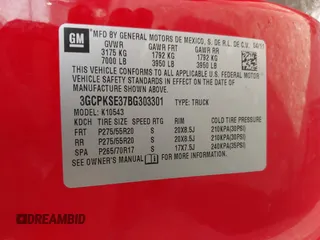 GM
MFD BY GENERAL MOTORS DE MEXICO, S. DE R.L. DE C.V. 04/11
GVWR GAWR FRT GAWR RR
3175 KG 1792 KG 1792 KG
7000 LB 3950 LB 3950 LB
THIS VEHICLE CONFORMS TO ALL APPLICABLE U.S. FEDERAL MOTOR
VEHICLE SAFETY STANDARDS IN EFFECT ON THE DATE OF
MANUFACTURE SHOWN ABOVE.
3GCPKSE37BG303301 TYPE: TRUCK
MODEL: K10543
KDCH TIRE SIZE SPEED RTG RIM COLD TIRE PRESSURE
FRT P275/55R20 S 20X8.5J 210KPA(30PSI)
RR P275/55R20 S 20X8.5J 210KPA(30PSI)
SPA P265/70R17 S 17X7.5J 240KPA(35PSI)
SEE OWNER'S MANUAL FOR ADDITIONAL INFORMATION.
DREAMBID